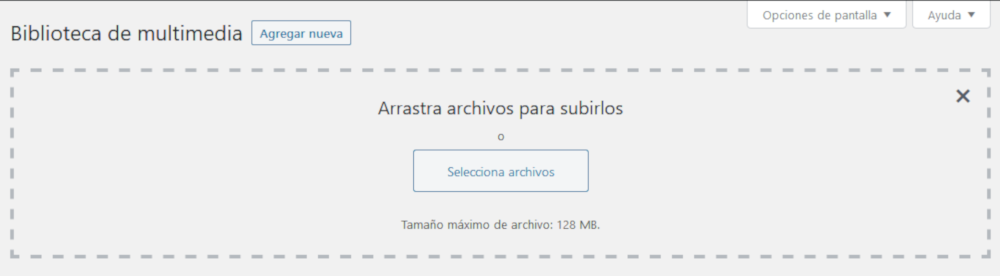 Opciones de pantalla ▼ Ayuda ▼
Biblioteca de multimedia Agregar nueva
Arrastra archivos para subirlos
o
Selecciona archivos
Tamaño máximo de archivo: 128 MB.